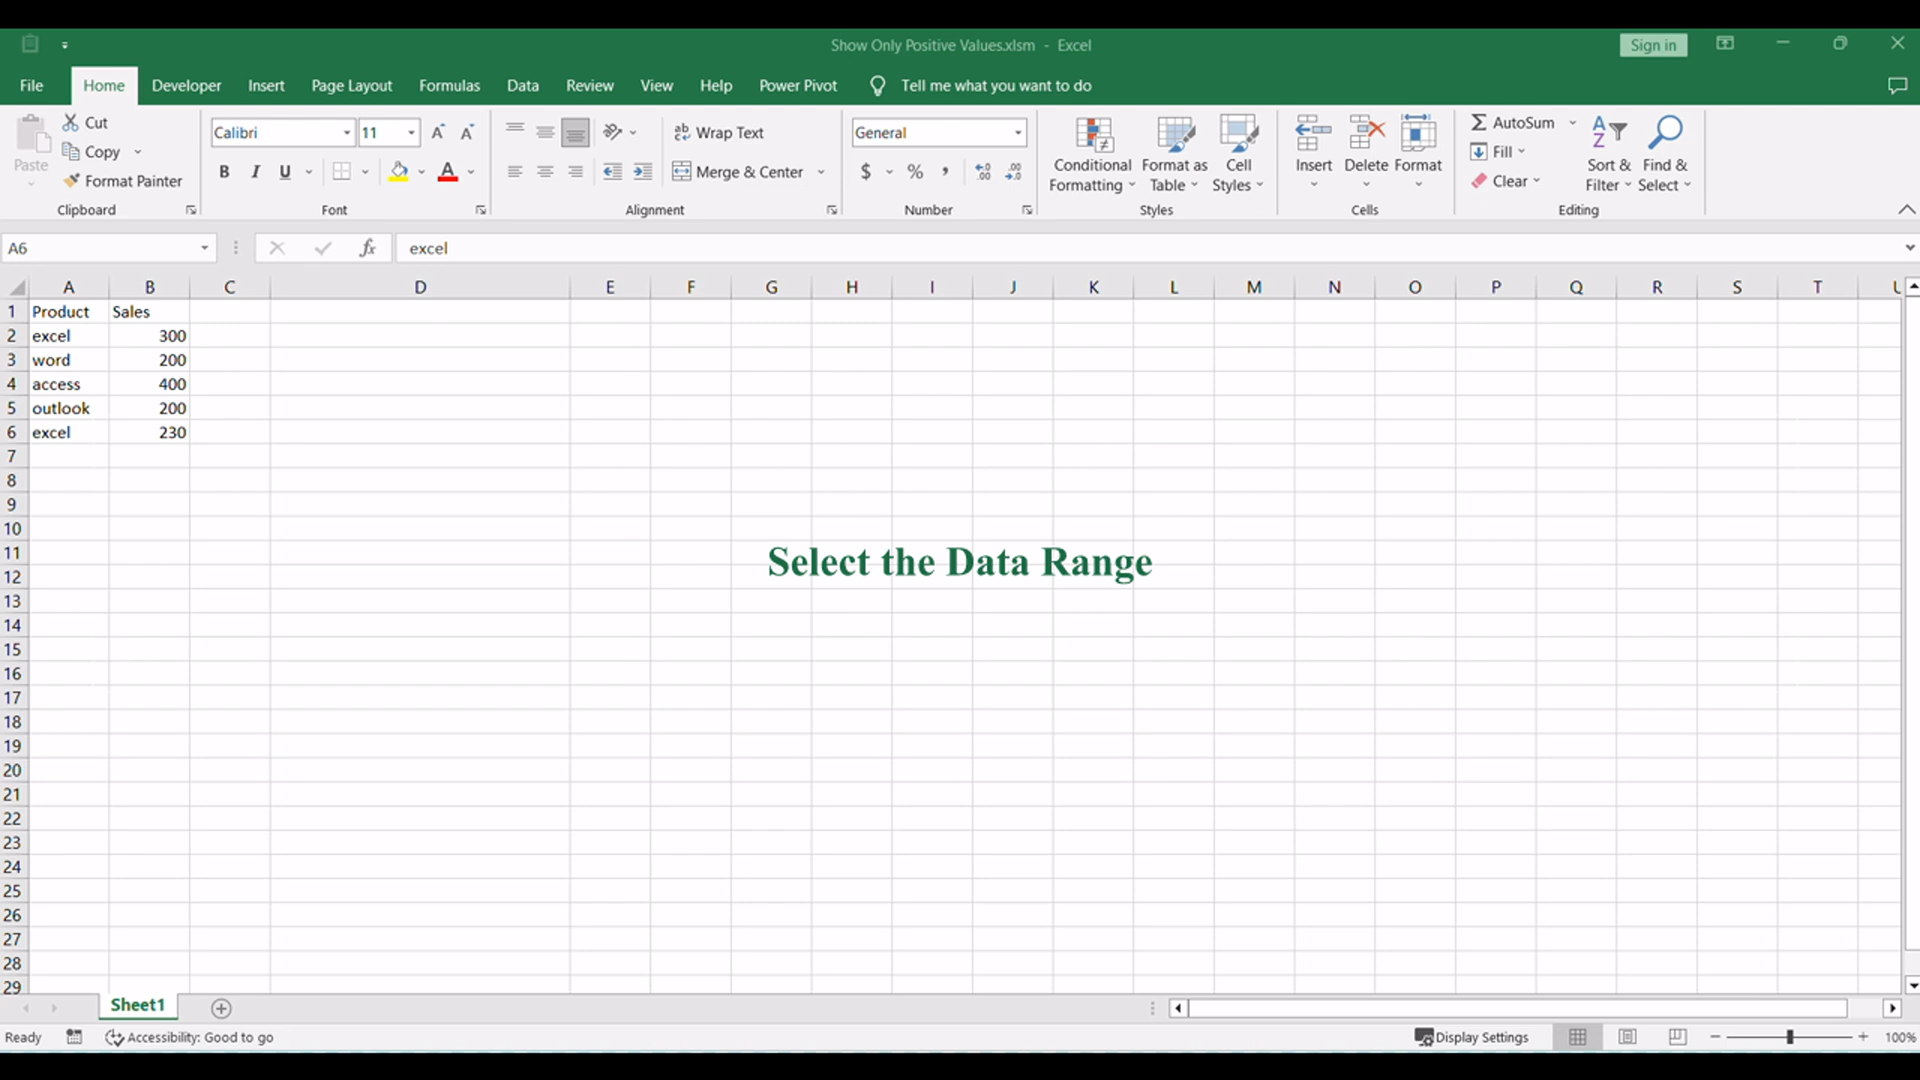 Show Only Positive Values.xlsm - Excel
Sign in
File Home Developer Insert Page Layout Formulas Data Review View Help Power Pivot Tell me what you want to do
Paste
Cut
Copy
Format Painter
Clipboard
Calibri 11
B I U
Font
Wrap Text
Merge & Center
Alignment
General
$ % ,
Number
Conditional Formatting
Format as Table
Cell Styles
Styles
Insert
Delete
Format
Cells
AutoSum
Fill
Clear
Sort & Filter
Find & Select
Editing
A6 fx excel
A B C D E F G H I J K L M N O P Q R S T U
1 Product Sales
2 excel 300
3 word 200
4 access 400
5 outlook 200
6 excel 230
7
8
9
10
11
Select the Data Range
12
13
14
15
16
17
18
19
20
21
22
23
24
25
26
27
28
29
Sheet1
Ready Accessibility: Good to go Display Settings 100%